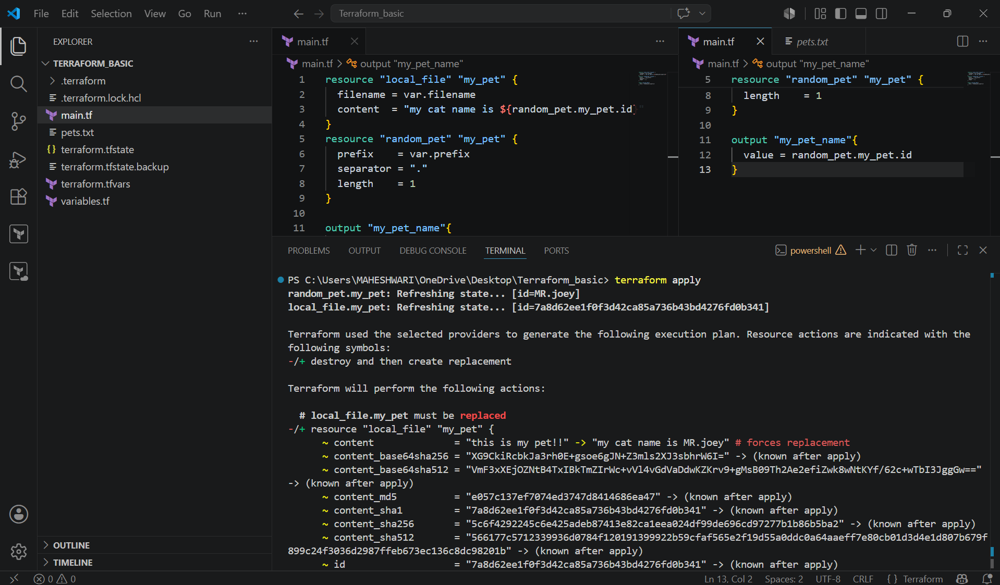 File Edit Selection View Go Run ···
Terraform_basic
EXPLORER
TERRAFORM_BASIC
.terraform
.terraform.lock.hcl
main.tf
pets.txt
terraform.tfstate
terraform.tfstate.backup
terraform.tfvars
variables.tf
OUTLINE
TIMELINE
main.tf
main.tf > output "my_pet_name"
1 resource "local_file" "my_pet" {
2 filename = var.filename
3 content  = "my cat name is ${random_pet.my_pet.id}"
4 }
5 resource "random_pet" "my_pet" {
6 prefix    = var.prefix
7 separator = "."
8 length    = 1
9 }
10
11 output "my_pet_name"{
main.tf pets.txt
main.tf > output "my_pet_name"
5 resource "random_pet" "my_pet" {
8 length    = 1
9 }
10
11 output "my_pet_name"{
12 value = random_pet.my_pet.id
13 }
PROBLEMS OUTPUT DEBUG CONSOLE TERMINAL PORTS
powershell
PS C:\Users\MAHESHWARI\OneDrive\Desktop\Terraform_basic> terraform apply
random_pet.my_pet: Refreshing state... [id=MR.joey]
local_file.my_pet: Refreshing state... [id=7a8d62ee1f0f3d42ca85a736b43bd4276fd0b341]
Terraform used the selected providers to generate the following execution plan. Resource actions are indicated with the
following symbols:
-/+ destroy and then create replacement
Terraform will perform the following actions:
# local_file.my_pet must be replaced
-/+ resource "local_file" "my_pet" {
~ content              = "this is my pet!!" -> "my cat name is MR.joey" # forces replacement
~ content_base64sha256 = "XG9CkiRcbkJa3rh0E+gsoe6gJN+Z3mls2XJ3sbhrW6I=" -> (known after apply)
~ content_base64sha512 = "VmF3xXEjOZNtB4TxIBkTmZIrWc+vVl4vGdVaDdwKZKrv9+gMsB09Th2Ae2efiZwk8wNtKYf/62c+wTbI3JggGw=="
-> (known after apply)
~ content_md5          = "e057c137ef7074ed3747d8414686ea47" -> (known after apply)
~ content_sha1         = "7a8d62ee1f0f3d42ca85a736b43bd4276fd0b341" -> (known after apply)
~ content_sha256       = "5c6f4292245c6e425adeb87413e82ca1eea024df99de696cd97277b1b86b5ba2" -> (known after apply)
~ content_sha512       = "566177c5712339936d0784f120191399922b59cfaf565e2f19d55a0ddc0a64aaeff7e80cb01d3d4e1d807b679f
899c24f3036d2987ffeb673ec136c8dc98201b" -> (known after apply)
~ id                   = "7a8d62ee1f0f3d42ca85a736b43bd4276fd0b341" -> (known after apply)
0 0
Ln 13, Col 2 Spaces: 2 UTF-8 CRLF { } Terraform